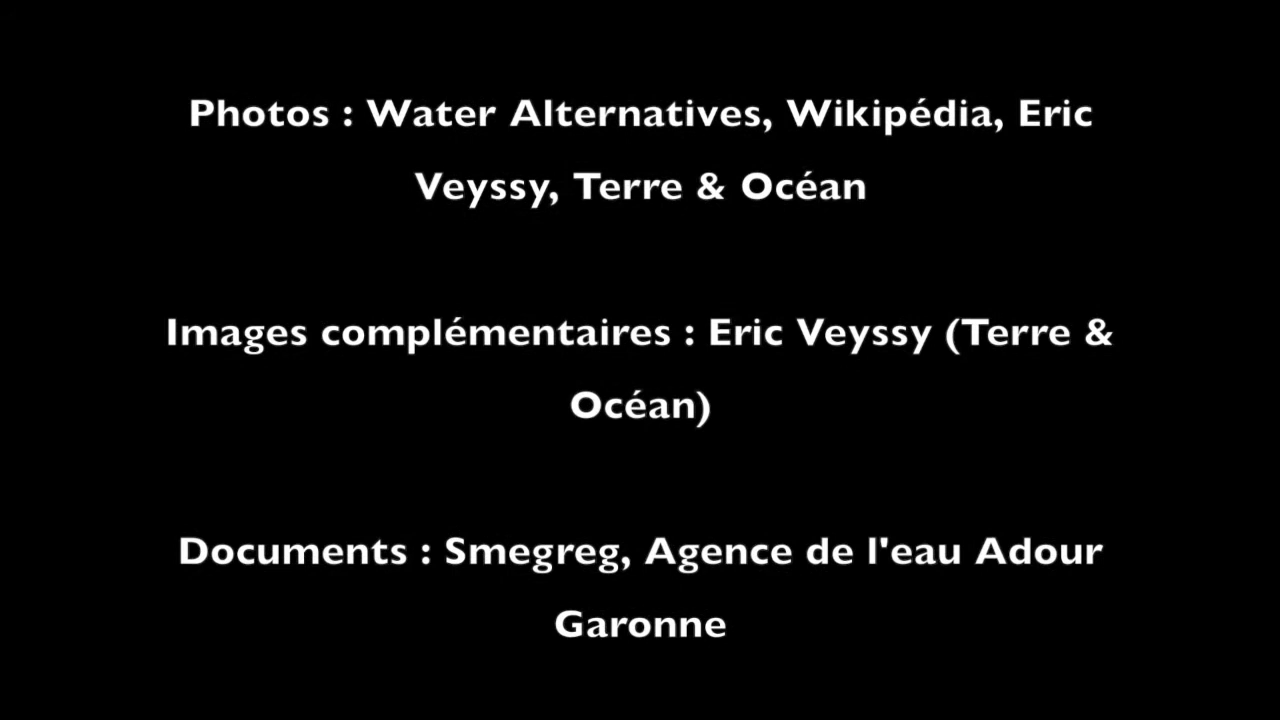 Photos : Water Alternatives, Wikipédia, Eric
Veyssy, Terre & Océan
Images complémentaires : Eric Veyssy (Terre &
Océan)
Documents : Smegreg, Agence de l'eau Adour
Garonne